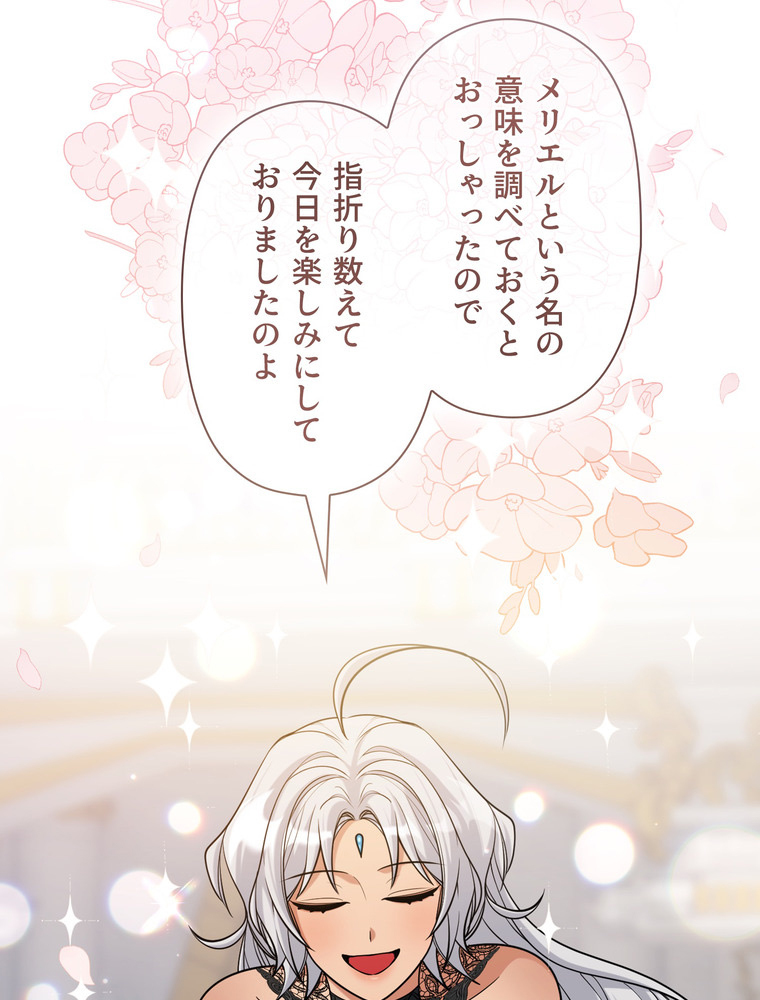 メリエルという名の
意味を調べておくと
おっしゃったので
指折り数えて
今日を楽しみにして
おりましたのよ